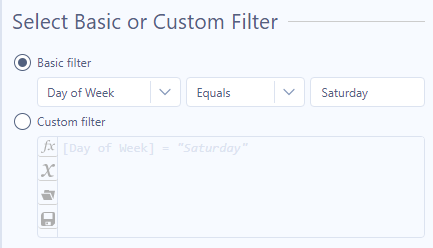 Select Basic or Custom Filter
Basic filter
Day of Week Equals Saturday
Custom filter
fx [Day of Week] = "Saturday"
x